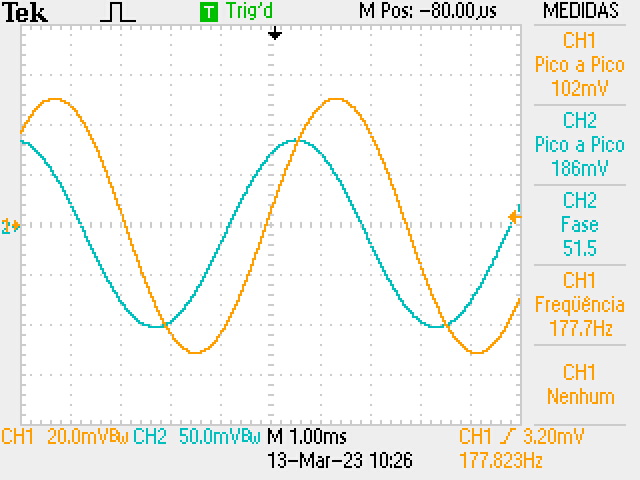 Tek T Trig'd M Pos: -80.00µs MEDIDAS
CH1
Pico a Pico
102mV
CH2
Pico a Pico
186mV
CH2
Fase
51.5
CH1
Freqüência
177.7Hz
CH1
Nenhum
1
2
CH1 20.0mVBw CH2 50.0mVBw M 1.00ms CH1 / 3.20mV
13-Mar-23 10:26 177.823Hz